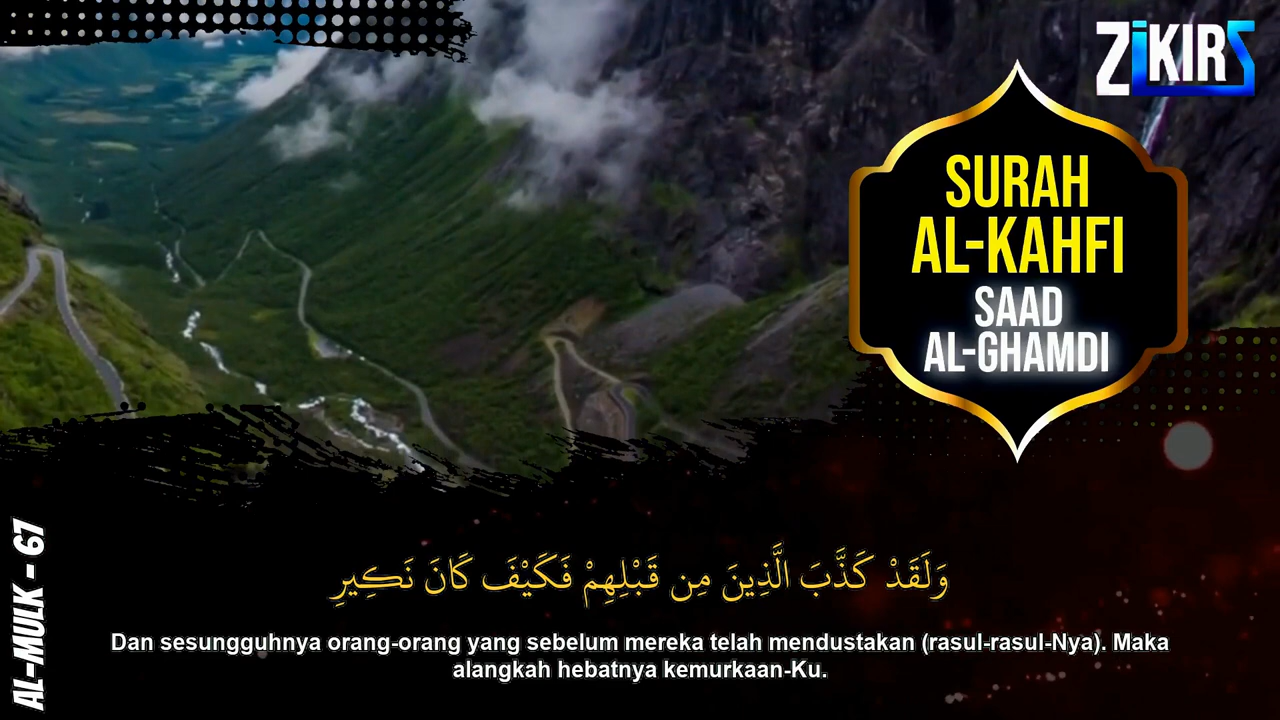 ZiKIRS
SURAH
AL-KAHFI
SAAD
AL-GHAMDI
AL-MULK - 67
وَلَقَدْ كَذَّبَ الَّذِينَ مِن قَبْلِهِمْ فَكَيْفَ كَانَ نَكِيرِ
Dan sesungguhnya orang-orang yang sebelum mereka telah mendustakan (rasul-rasul-Nya). Maka
alangkah hebatnya kemurkaan-Ku.